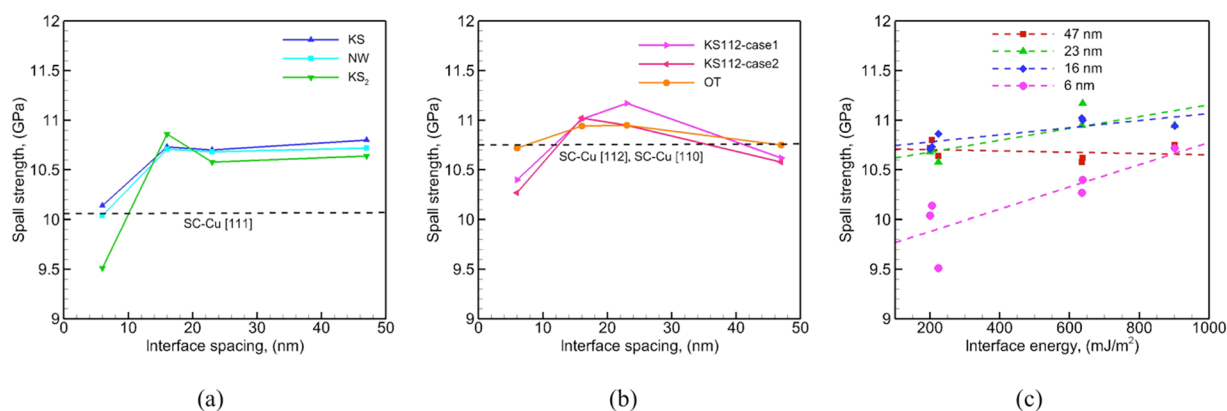 12
11.5
11
10.5
10
9.5
9
Spall strength, (GPa)
KS
NW
KS₂
SC-Cu [111]
0 10 20 30 40 50
Interface spacing, (nm)
(a)
12
11.5
11
10.5
10
9.5
9
Spall strength, (GPa)
KS112-case1
KS112-case2
OT
SC-Cu [112], SC-Cu [110]
0 10 20 30 40 50
Interface spacing, (nm)
(b)
12
11.5
11
10.5
10
9.5
9
Spall strength, (GPa)
47 nm
23 nm
16 nm
6 nm
200 400 600 800 1000
Interface energy, (mJ/m²)
(c)